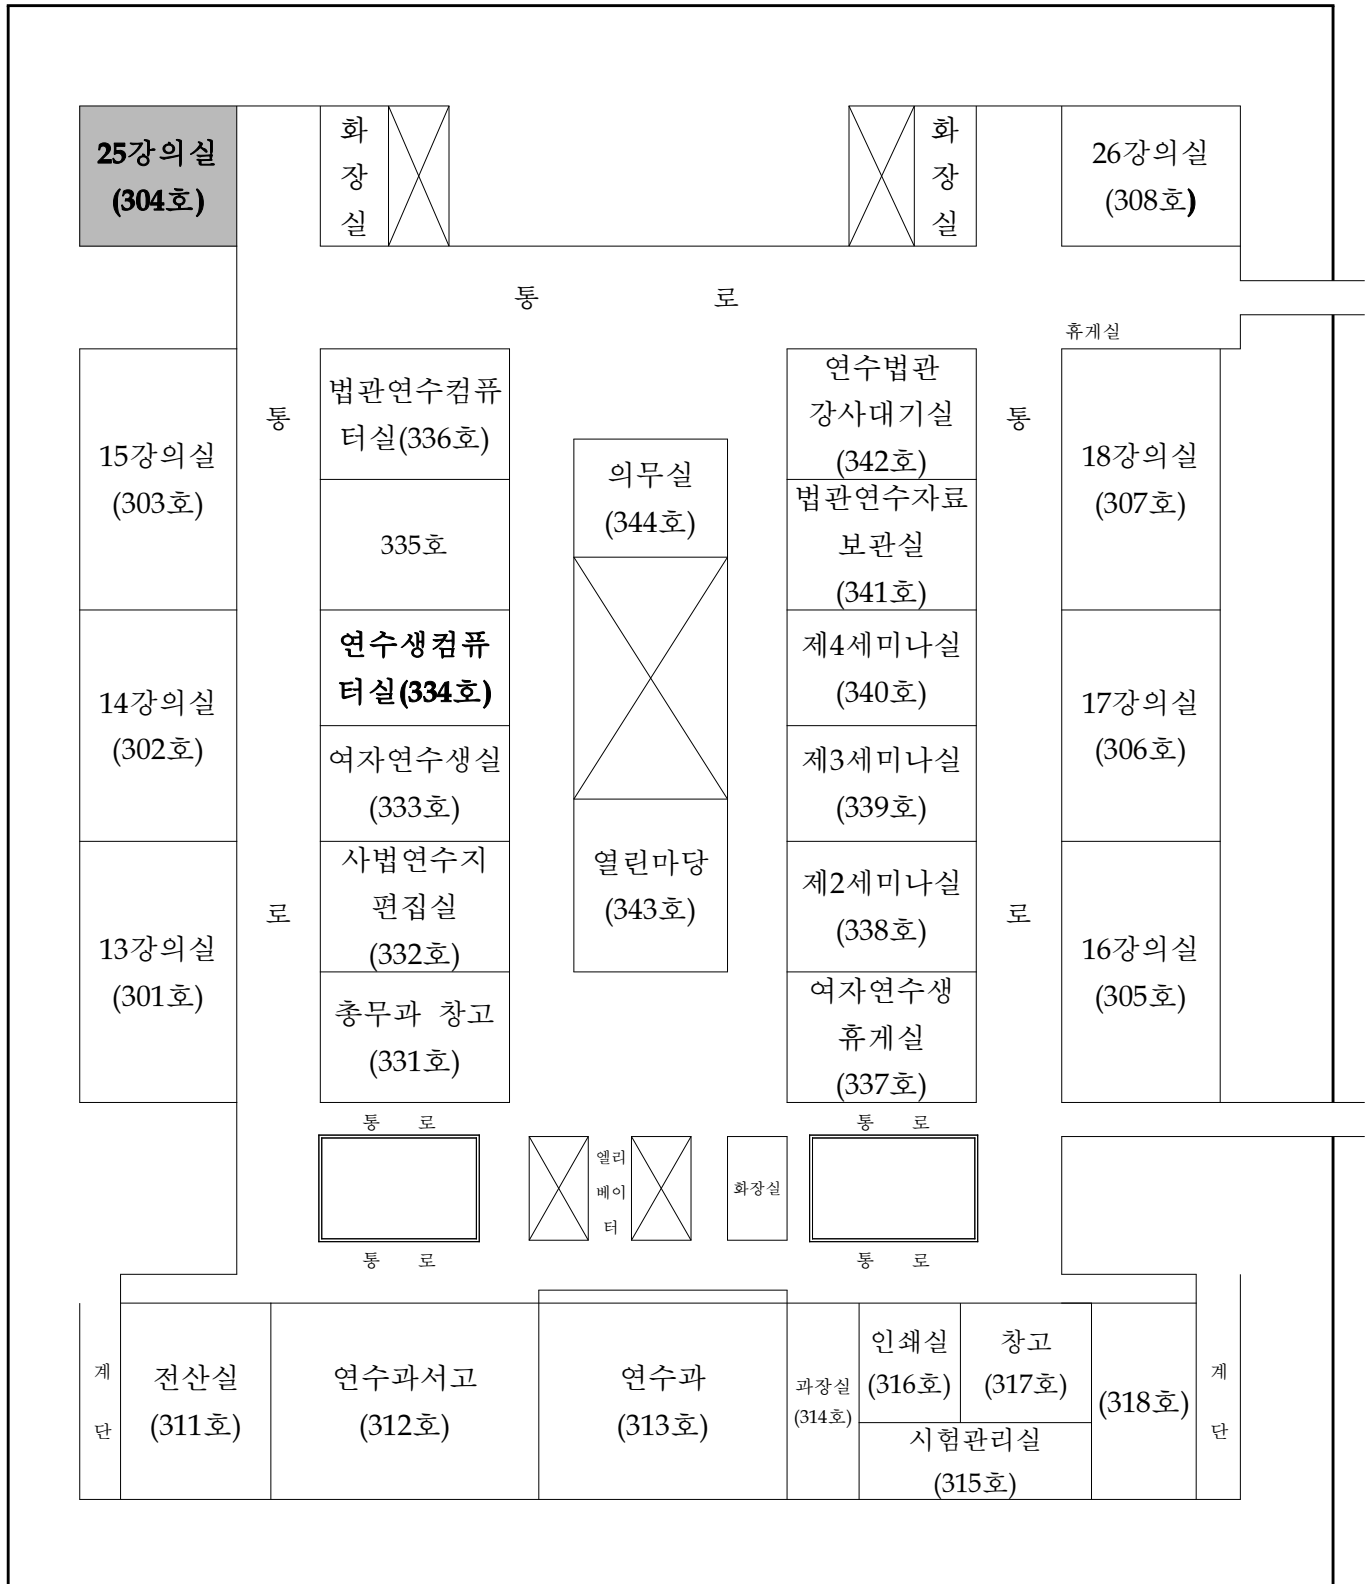 25강의실
(304호)
화
장
실
화
장
실
26강의실
(308호)
통 로
휴게실
통
로
15강의실
(303호)
14강의실
(302호)
13강의실
(301호)
법관연수컴퓨
터실(336호)
335호
연수생컴퓨
터실(334호)
여자연수생실
(333호)
사법연수지
편집실
(332호)
총무과 창고
(331호)
의무실
(344호)
열린마당
(343호)
연수법관
강사대기실
(342호)
법관연수자료
보관실
(341호)
제4세미나실
(340호)
제3세미나실
(339호)
제2세미나실
(338호)
여자연수생
휴게실
(337호)
통
로
18강의실
(307호)
17강의실
(306호)
16강의실
(305호)
통 로
통 로
엘리
베이
터
화장실
통 로
통 로
계
단
전산실
(311호)
연수과서고
(312호)
연수과
(313호)
과장실
(314호)
인쇄실
(316호)
창고
(317호)
시험관리실
(315호)
(318호)
계
단